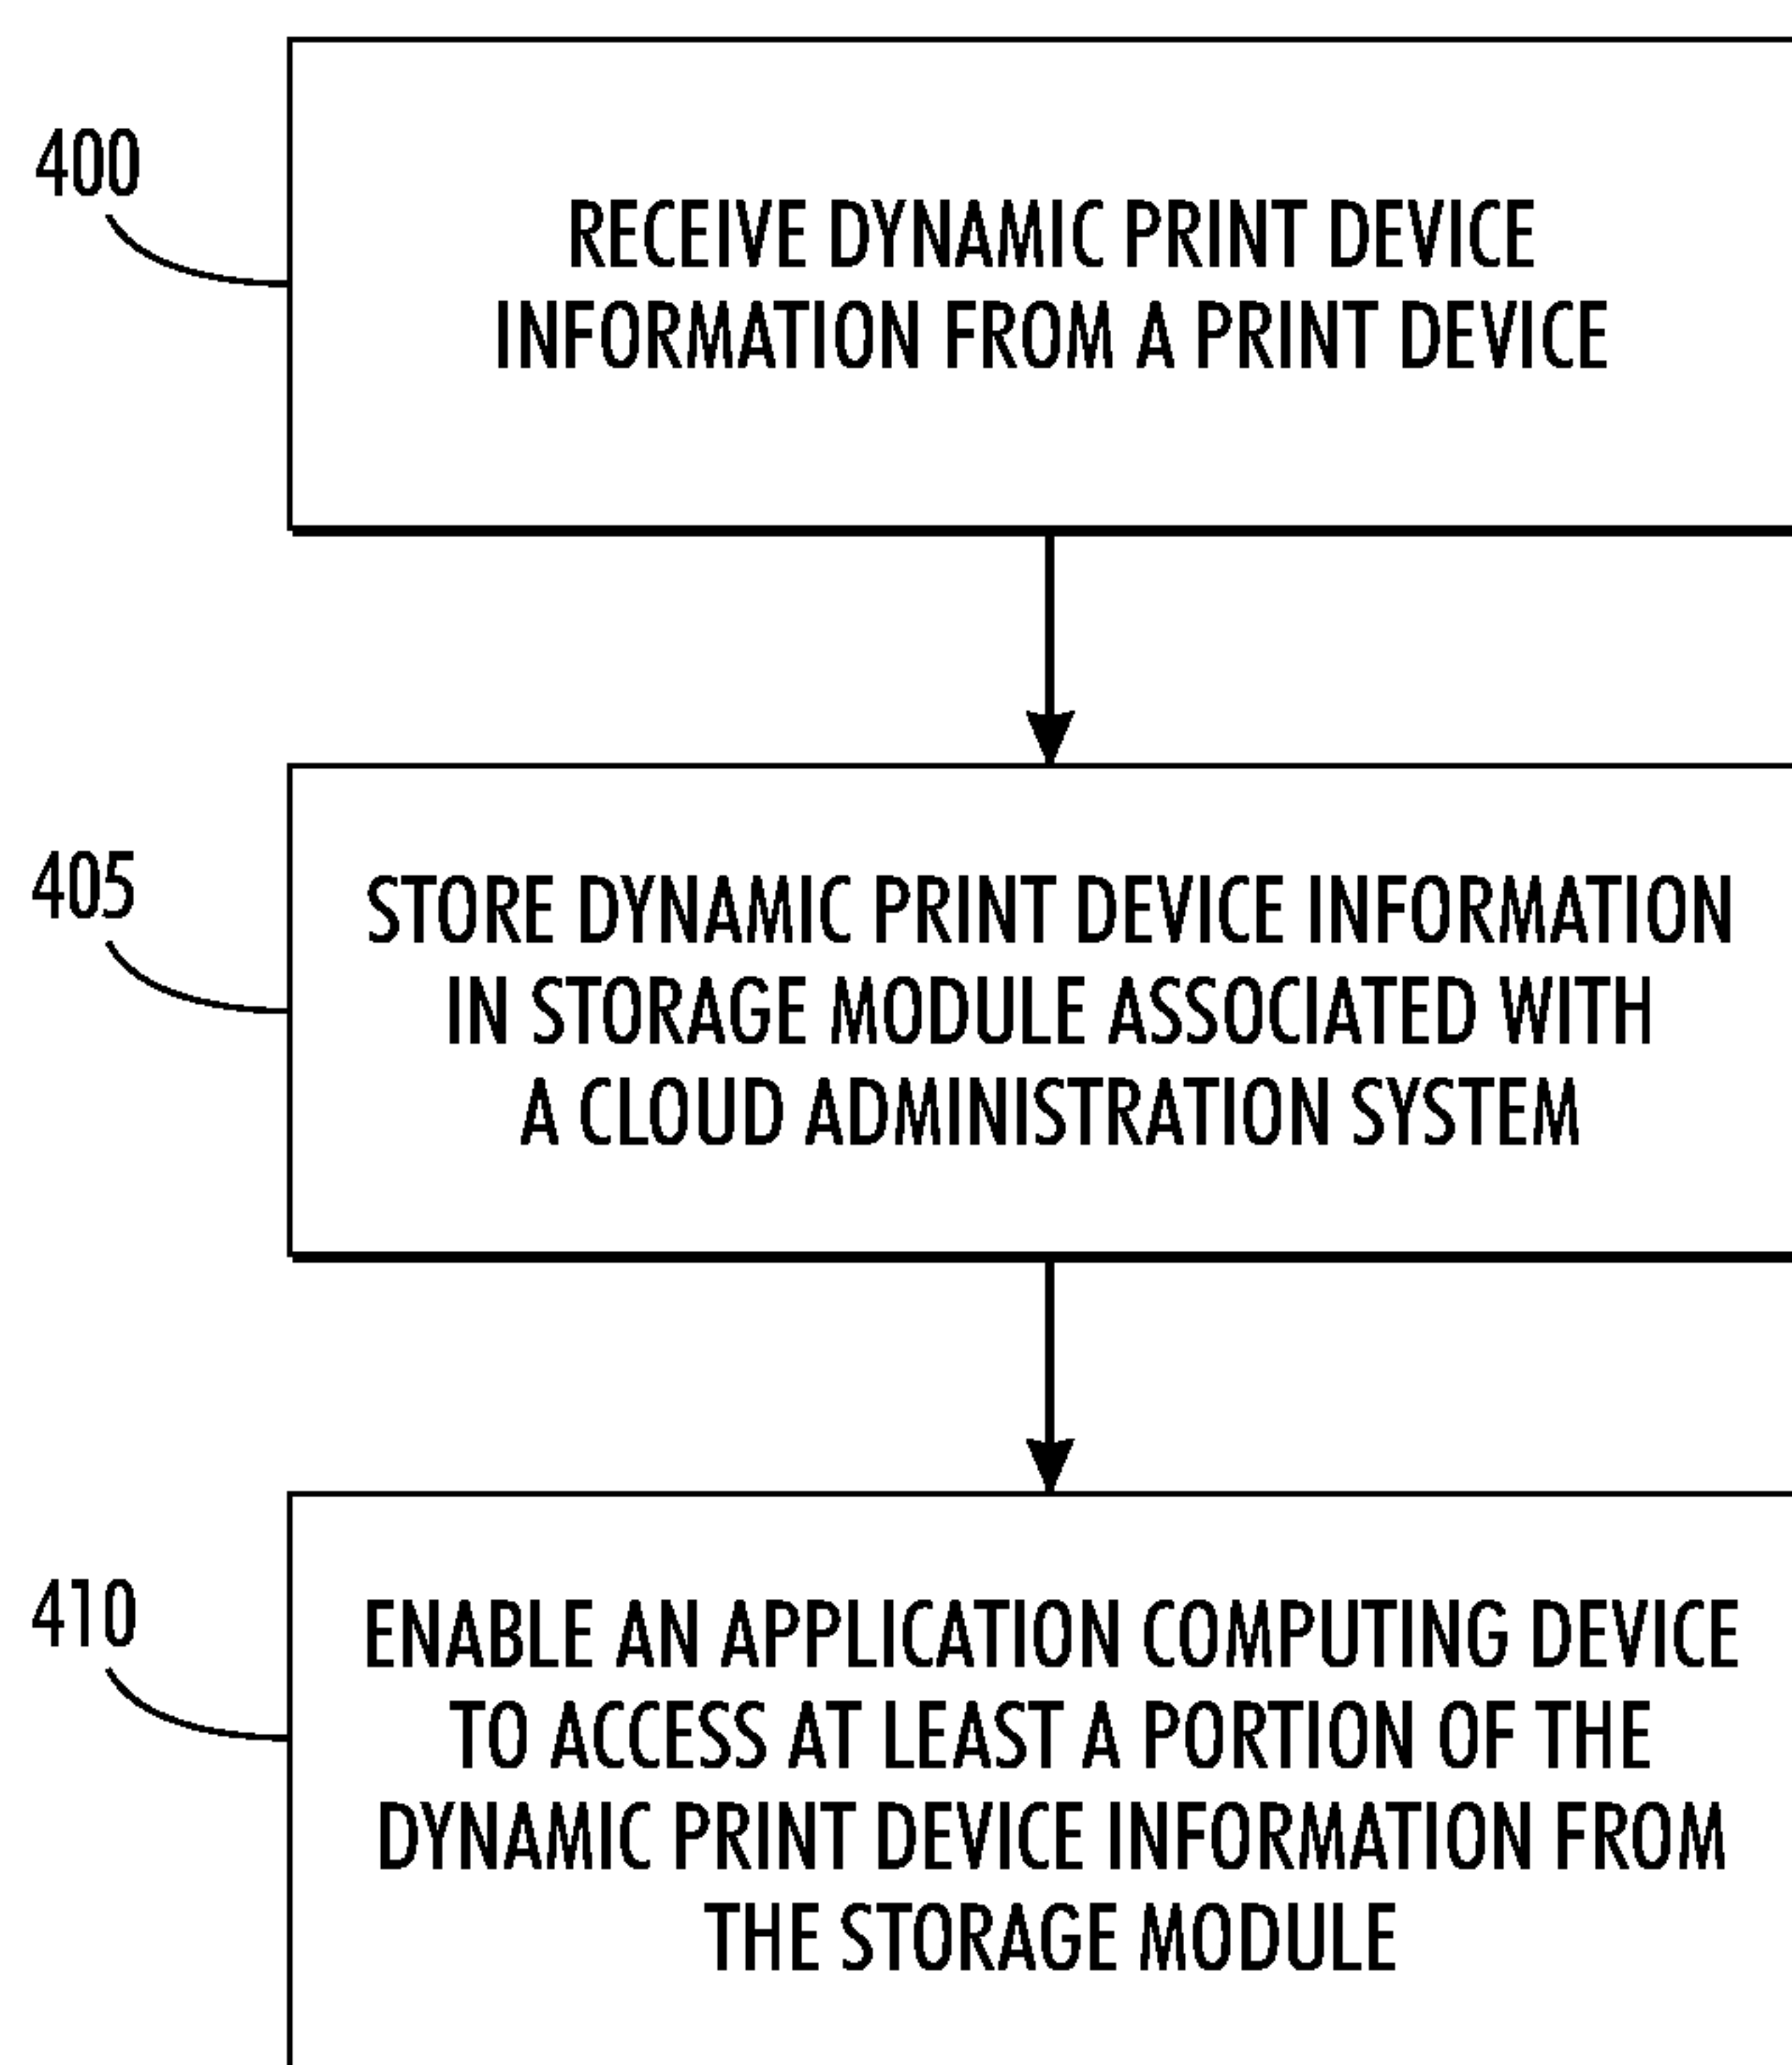 400
RECEIVE DYNAMIC PRINT DEVICE
INFORMATION FROM A PRINT DEVICE
405
STORE DYNAMIC PRINT DEVICE INFORMATION
IN STORAGE MODULE ASSOCIATED WITH
A CLOUD ADMINISTRATION SYSTEM
410
ENABLE AN APPLICATION COMPUTING DEVICE
TO ACCESS AT LEAST A PORTION OF THE
DYNAMIC PRINT DEVICE INFORMATION FROM
THE STORAGE MODULE